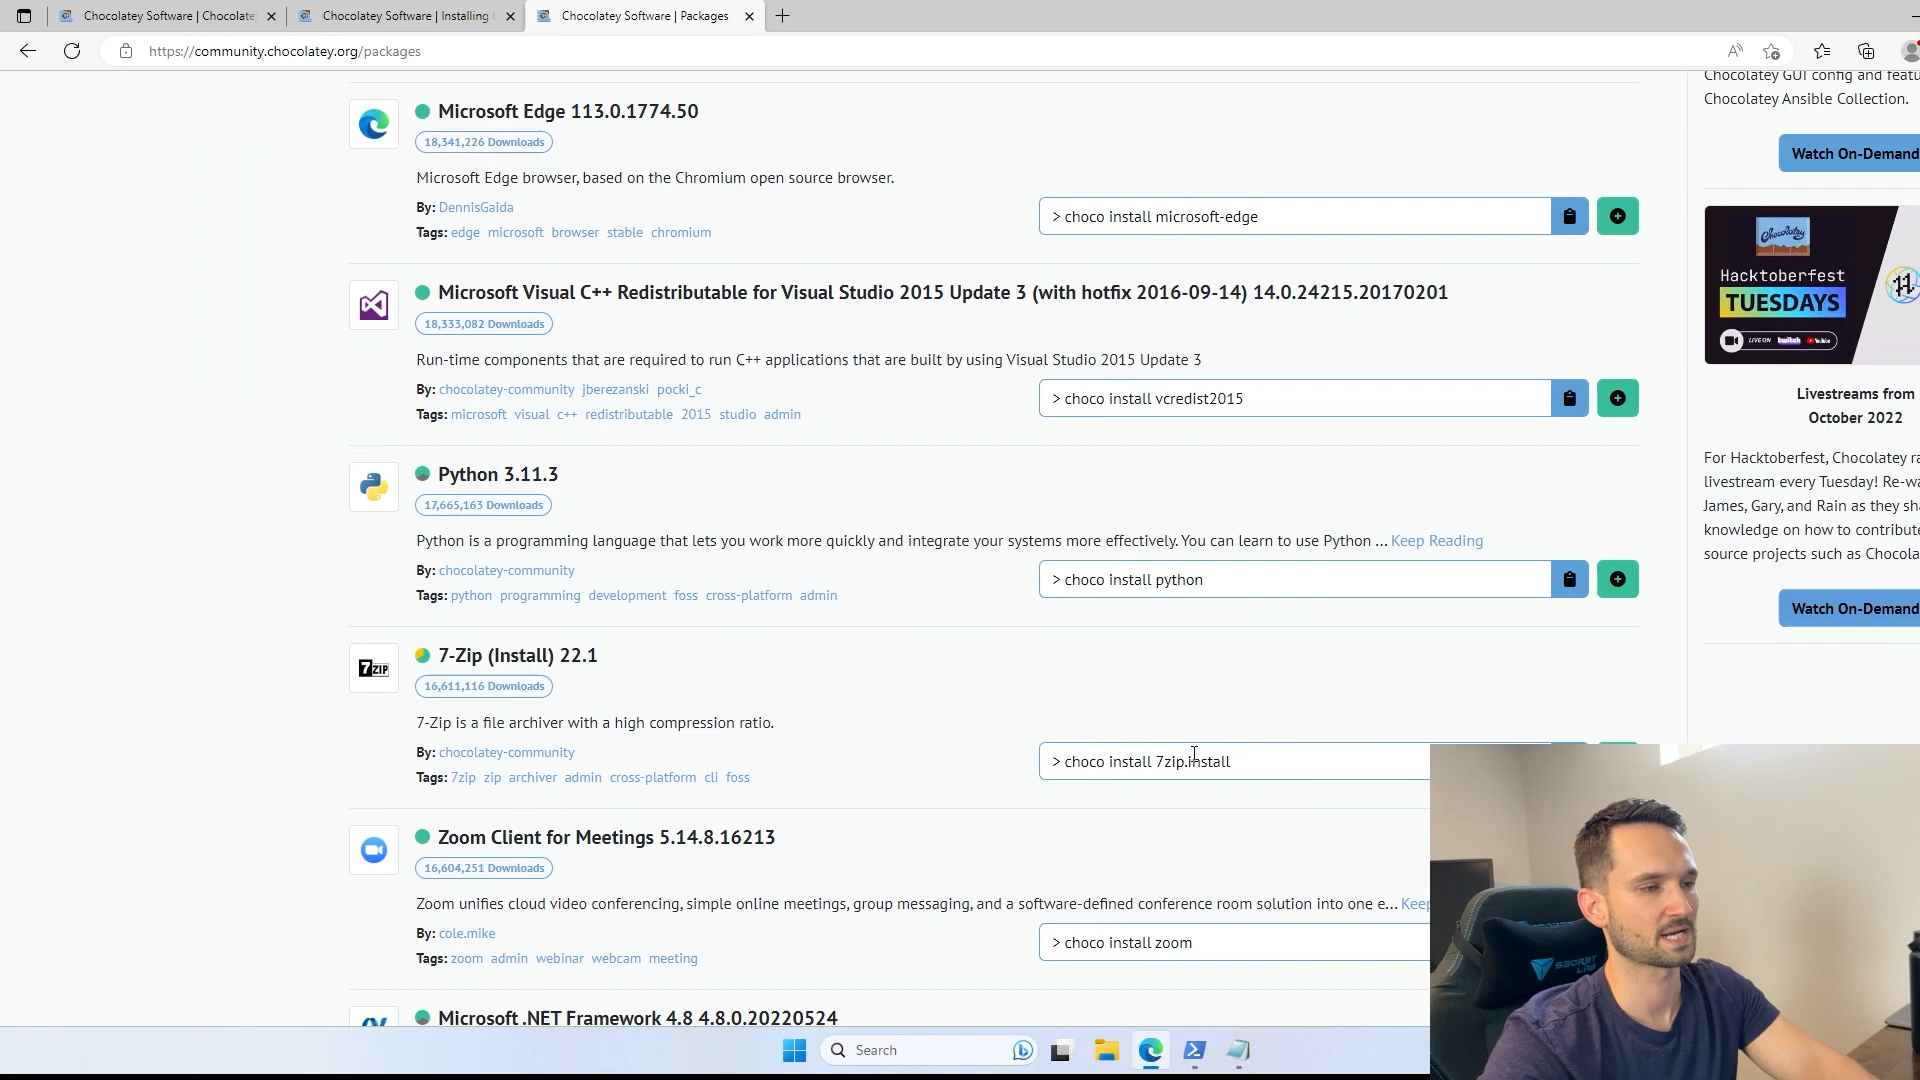 Chocolatey Software | Chocolate
Chocolatey Software | Installing
Chocolatey Software | Packages
https://community.chocolatey.org/packages
Microsoft Edge 113.0.1774.50
18,341,226 Downloads
Microsoft Edge browser, based on the Chromium open source browser.
By: DennisGaida
Tags: edge microsoft browser stable chromium
> choco install microsoft-edge
Microsoft Visual C++ Redistributable for Visual Studio 2015 Update 3 (with hotfix 2016-09-14) 14.0.24215.20170201
18,333,082 Downloads
Run-time components that are required to run C++ applications that are built by using Visual Studio 2015 Update 3
By: chocolatey-community jberezanski pocki_c
Tags: microsoft visual c++ redistributable 2015 studio admin
> choco install vcredist2015
Python 3.11.3
17,665,163 Downloads
Python is a programming language that lets you work more quickly and integrate your systems more effectively. You can learn to use Python ... Keep Reading
By: chocolatey-community
Tags: python programming development foss cross-platform admin
> choco install python
7ZIP
7-Zip (Install) 22.1
16,611,116 Downloads
7-Zip is a file archiver with a high compression ratio.
By: chocolatey-community
Tags: 7zip zip archiver admin cross-platform cli foss
> choco install 7zip.install
Zoom Client for Meetings 5.14.8.16213
16,604,251 Downloads
Zoom unifies cloud video conferencing, simple online meetings, group messaging, and a software-defined conference room solution into one e... Keep
By: cole.mike
Tags: zoom admin webinar webcam meeting
> choco install zoom
Microsoft .NET Framework 4.8 4.8.0.20220524
Chocolatey GUI config and featu
Chocolatey Ansible Collection.
Watch On-Demand
Chocolatey
Hacktoberfest
TUESDAYS
LIVE ON twitch YouTube
Livestreams from
October 2022
For Hacktoberfest, Chocolatey ra
livestream every Tuesday! Re-wa
James, Gary, and Rain as they sha
knowledge on how to contribute
source projects such as Chocola
Watch On-Demand
SECRETLAB
Search